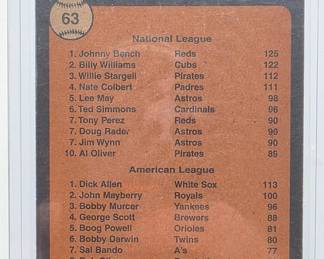 63
National League
1. Johnny Bench Reds 125
2. Billy Williams Cubs 122
3. Willie Stargell Pirates 112
4. Nate Colbert Padres 111
5. Lee May Astros 98
6. Ted Simmons Cardinals 96
7. Tony Perez Reds 90
7. Doug Rader Astros 90
7. Jim Wynn Astros 90
10. Al Oliver Pirates 89
American League
1. Dick Allen White Sox 113
2. John Mayberry Royals 100
3. Bobby Murcer Yankees 96
4. George Scott Brewers 88
5. Boog Powell Orioles 81
6. Bobby Darwin Twins 80
7. Sal Bando A's 77